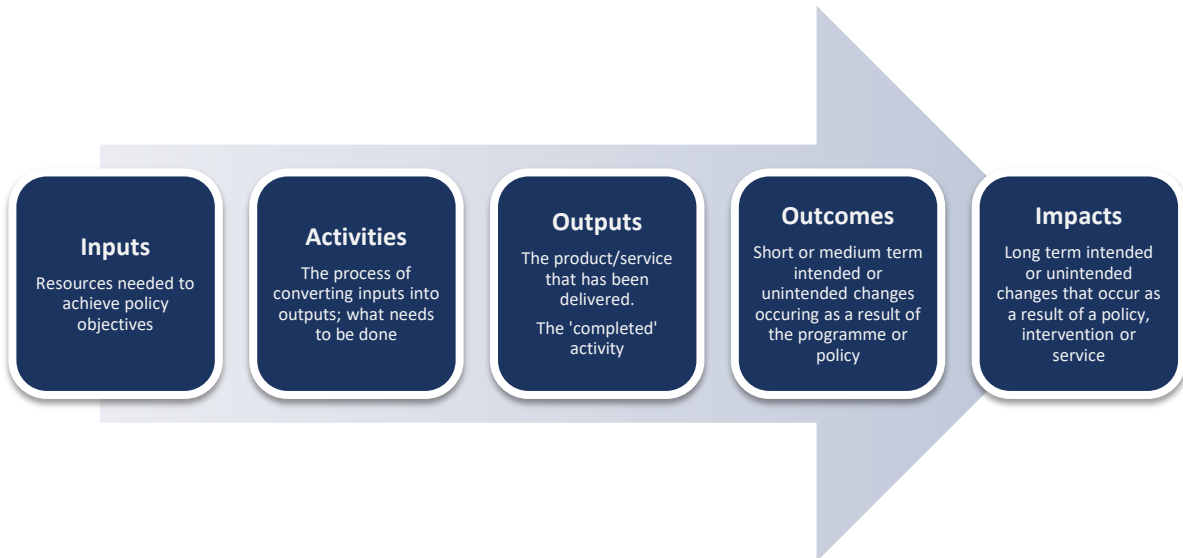 Inputs
Resources needed to
achieve policy
objectives
Activities
The process of
converting inputs into
outputs; what needs
to be done
Outputs
The product/service
that has been
delivered.
The 'completed'
activity
Outcomes
Short or medium term
intended or
unintended changes
occuring as a result of
the programme or
policy
Impacts
Long term intended
or unintended
changes that occur as
a result of a policy,
intervention or
service